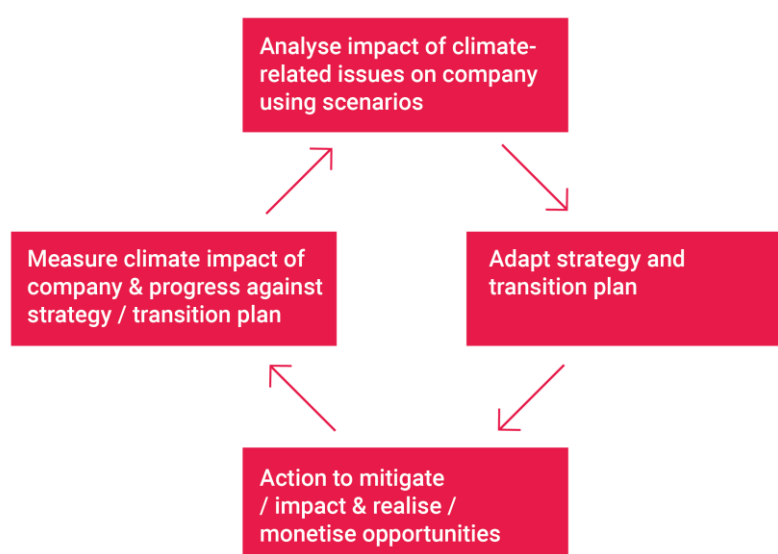 Analyse impact of climate-
related issues on company
using scenarios
Adapt strategy and
transition plan
Action to mitigate
/ impact & realise /
monetise opportunities
Measure climate impact of
company & progress against
strategy / transition plan